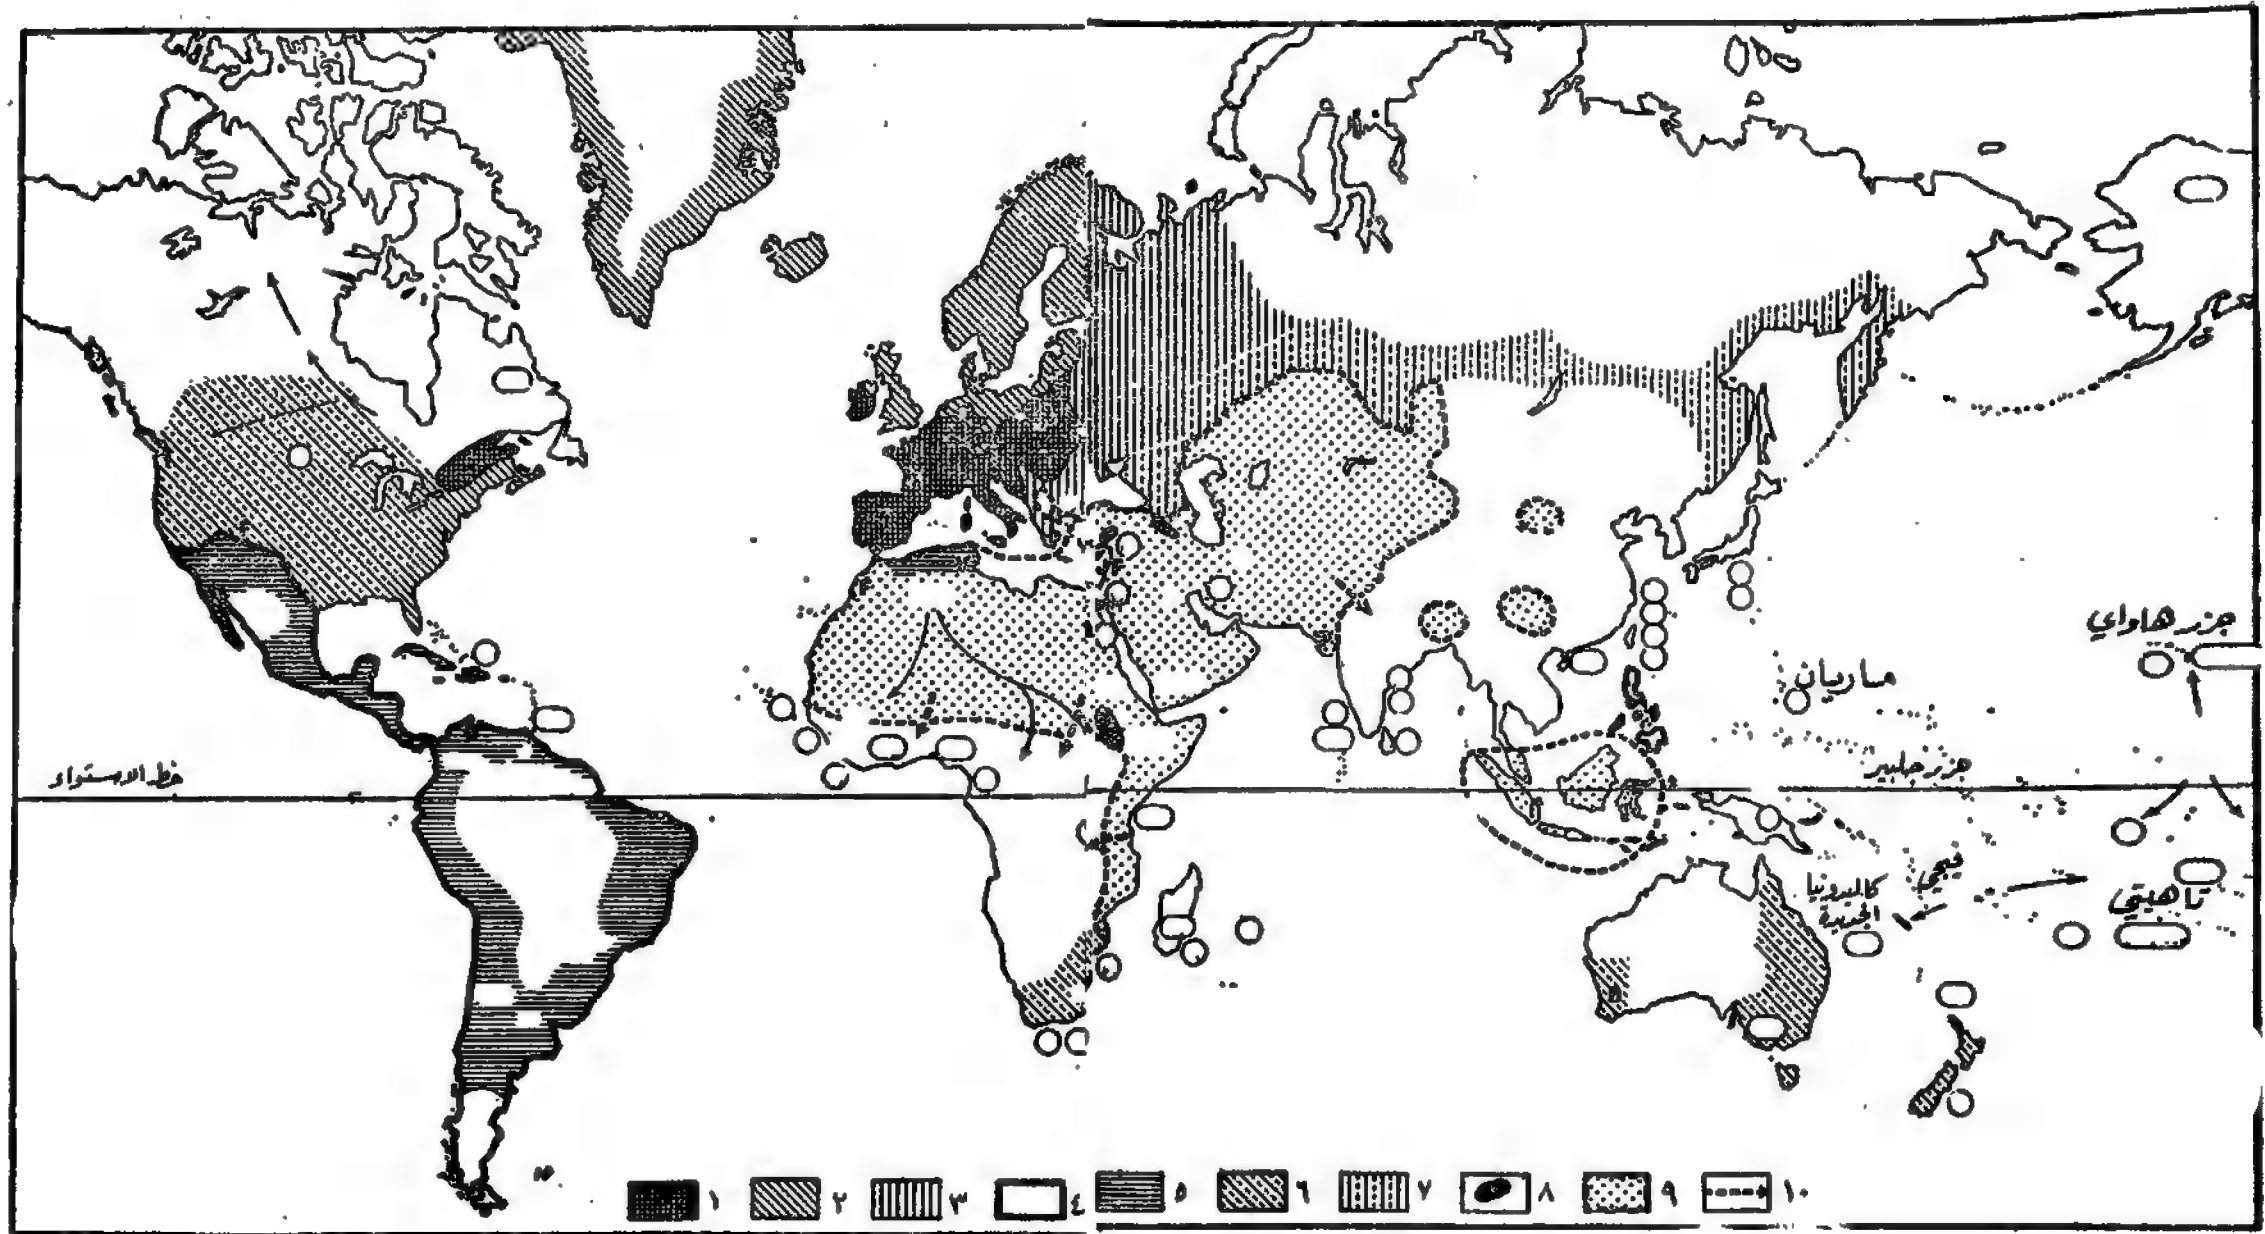 جزر هاواي
ماريان
خط الاستواء
جزر جلبير
فيجي
كاليدونيا
الجديدة
تاهيتي
١ ٢ ٣ ٤ ٥ ٦ ٧ ٨ ٩ ١٠